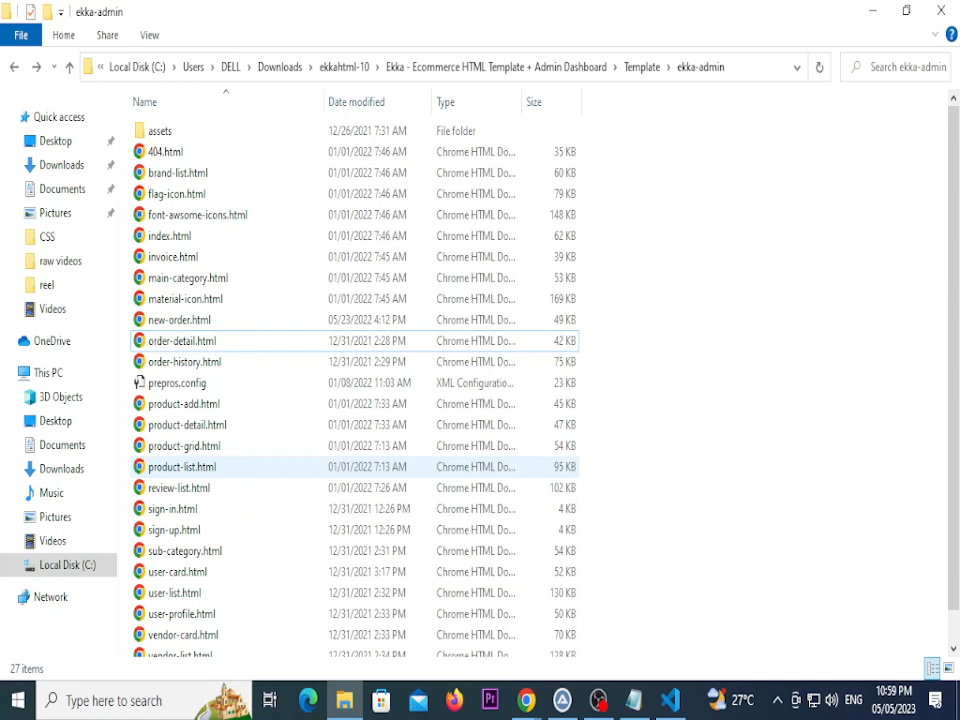 ekka-admin
File Home Share View
« Local Disk (C:) › Users › DELL › Downloads › ekkahtml-10 › Ekka - Ecommerce HTML Template + Admin Dashboard › Template › ekka-admin
Search ekka-admin
Name Date modified Type Size
Quick access
Desktop
Downloads
Documents
Pictures
CSS
raw videos
reel
Videos
OneDrive
This PC
3D Objects
Desktop
Documents
Downloads
Music
Pictures
Videos
Local Disk (C:)
Network
assets 12/26/2021 7:31 AM File folder
404.html 01/01/2022 7:46 AM Chrome HTML Do... 35 KB
brand-list.html 01/01/2022 7:46 AM Chrome HTML Do... 60 KB
flag-icon.html 01/01/2022 7:46 AM Chrome HTML Do... 79 KB
font-awsome-icons.html 01/01/2022 7:46 AM Chrome HTML Do... 148 KB
index.html 01/01/2022 7:46 AM Chrome HTML Do... 62 KB
invoice.html 01/01/2022 7:45 AM Chrome HTML Do... 39 KB
main-category.html 01/01/2022 7:45 AM Chrome HTML Do... 53 KB
material-icon.html 01/01/2022 7:45 AM Chrome HTML Do... 169 KB
new-order.html 05/23/2022 4:12 PM Chrome HTML Do... 49 KB
order-detail.html 12/31/2021 2:28 PM Chrome HTML Do... 42 KB
order-history.html 12/31/2021 2:29 PM Chrome HTML Do... 75 KB
prepros.config 01/08/2022 11:03 AM XML Configuratio... 23 KB
product-add.html 01/01/2022 7:33 AM Chrome HTML Do... 45 KB
product-detail.html 01/01/2022 7:33 AM Chrome HTML Do... 47 KB
product-grid.html 01/01/2022 7:13 AM Chrome HTML Do... 54 KB
product-list.html 01/01/2022 7:13 AM Chrome HTML Do... 95 KB
review-list.html 01/01/2022 7:26 AM Chrome HTML Do... 102 KB
sign-in.html 12/31/2021 12:26 PM Chrome HTML Do... 4 KB
sign-up.html 12/31/2021 12:26 PM Chrome HTML Do... 4 KB
sub-category.html 12/31/2021 2:31 PM Chrome HTML Do... 54 KB
user-card.html 12/31/2021 3:17 PM Chrome HTML Do... 52 KB
user-list.html 12/31/2021 2:32 PM Chrome HTML Do... 130 KB
user-profile.html 12/31/2021 2:33 PM Chrome HTML Do... 50 KB
vendor-card.html 12/31/2021 2:33 PM Chrome HTML Do... 70 KB
vendor-list.html 12/31/2021 2:34 PM Chrome HTML Do... 128 KB
27 items
Type here to search
Pr
27°C
ENG
10:59 PM
05/05/2023